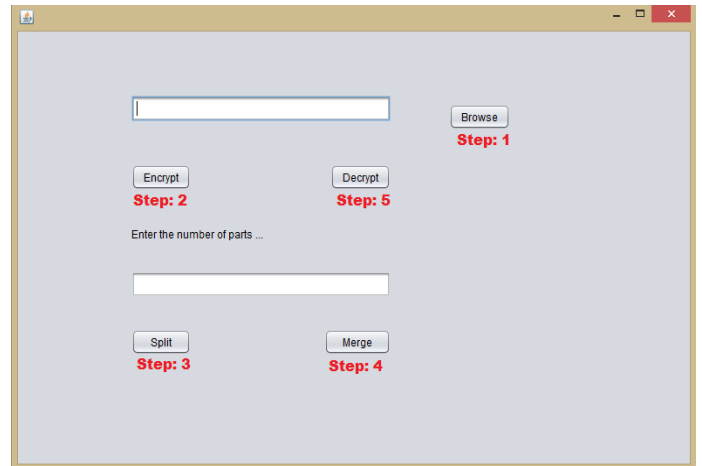 Browse
Step: 1
Encrypt Decrypt
Step: 2 Step: 5
Enter the number of parts ...
Split Merge
Step: 3 Step: 4